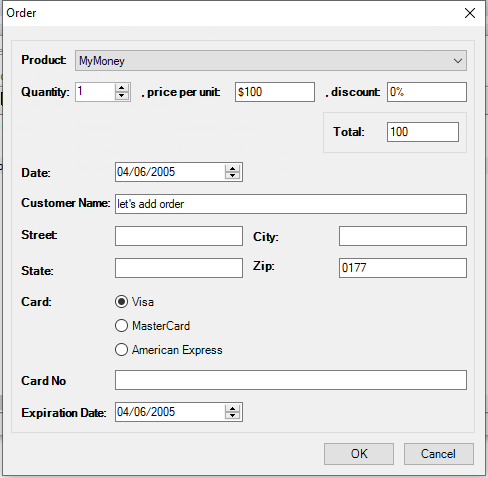 Order
Product: MyMoney
Quantity: 1 , price per unit: $100 , discount: 0%
Total: 100
Date: 04/06/2005
Customer Name: let's add order
Street: City:
State: Zip: 0177
Card: Visa
MasterCard
American Express
Card No
Expiration Date: 04/06/2005
OK Cancel